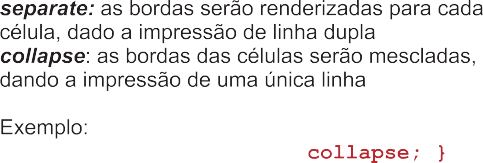 separate: as bordas serão renderizadas para cada
célula, dado a impressão de linha dupla
collapse: as bordas das células serão mescladas,
dando a impressão de uma única linha
Exemplo:
collapse; }